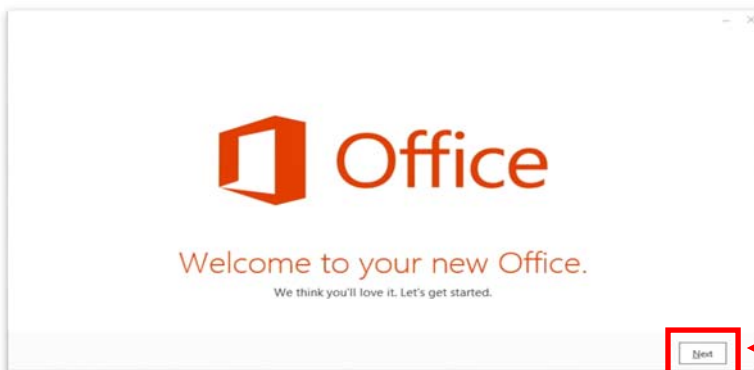 Office
Welcome to your new Office.
We think you'll love it. Let's get started.
Next